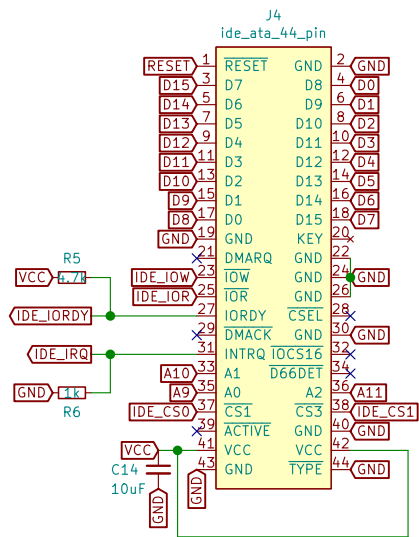 J4
ide_ata_44_pin
RESET 1 RESET GND 2 GND
D15 3 D7 D8 4 D0
D14 5 D6 D9 6 D1
D13 7 D5 D10 8 D2
D12 9 D4 D11 10 D3
D11 11 D3 D12 12 D4
D10 13 D2 D13 14 D5
D9 15 D1 D14 16 D6
D8 17 D0 D15 18 D7
GND 19 GND KEY 20
21 DMARQ GND 22
R5
VCC 4.7k IDE_IOW 23 IOW GND 24 GND
IDE_IOR 25 IOR GND 26
IDE_IORDY 27 IORDY CSEL 28
29 DMACK GND 30 GND
IDE_IRQ 31 INTRQ IOCS16 32
A10 33 A1 D66DET 34
GND 1k A9 35 A0 A2 36 A11
R6 IDE_CS0 37 CS1 CS3 38 IDE_CS1
39 ACTIVE GND 40 GND
VCC 41 VCC VCC 42
C14 43 GND TYPE 44 GND
10uF
GND GND